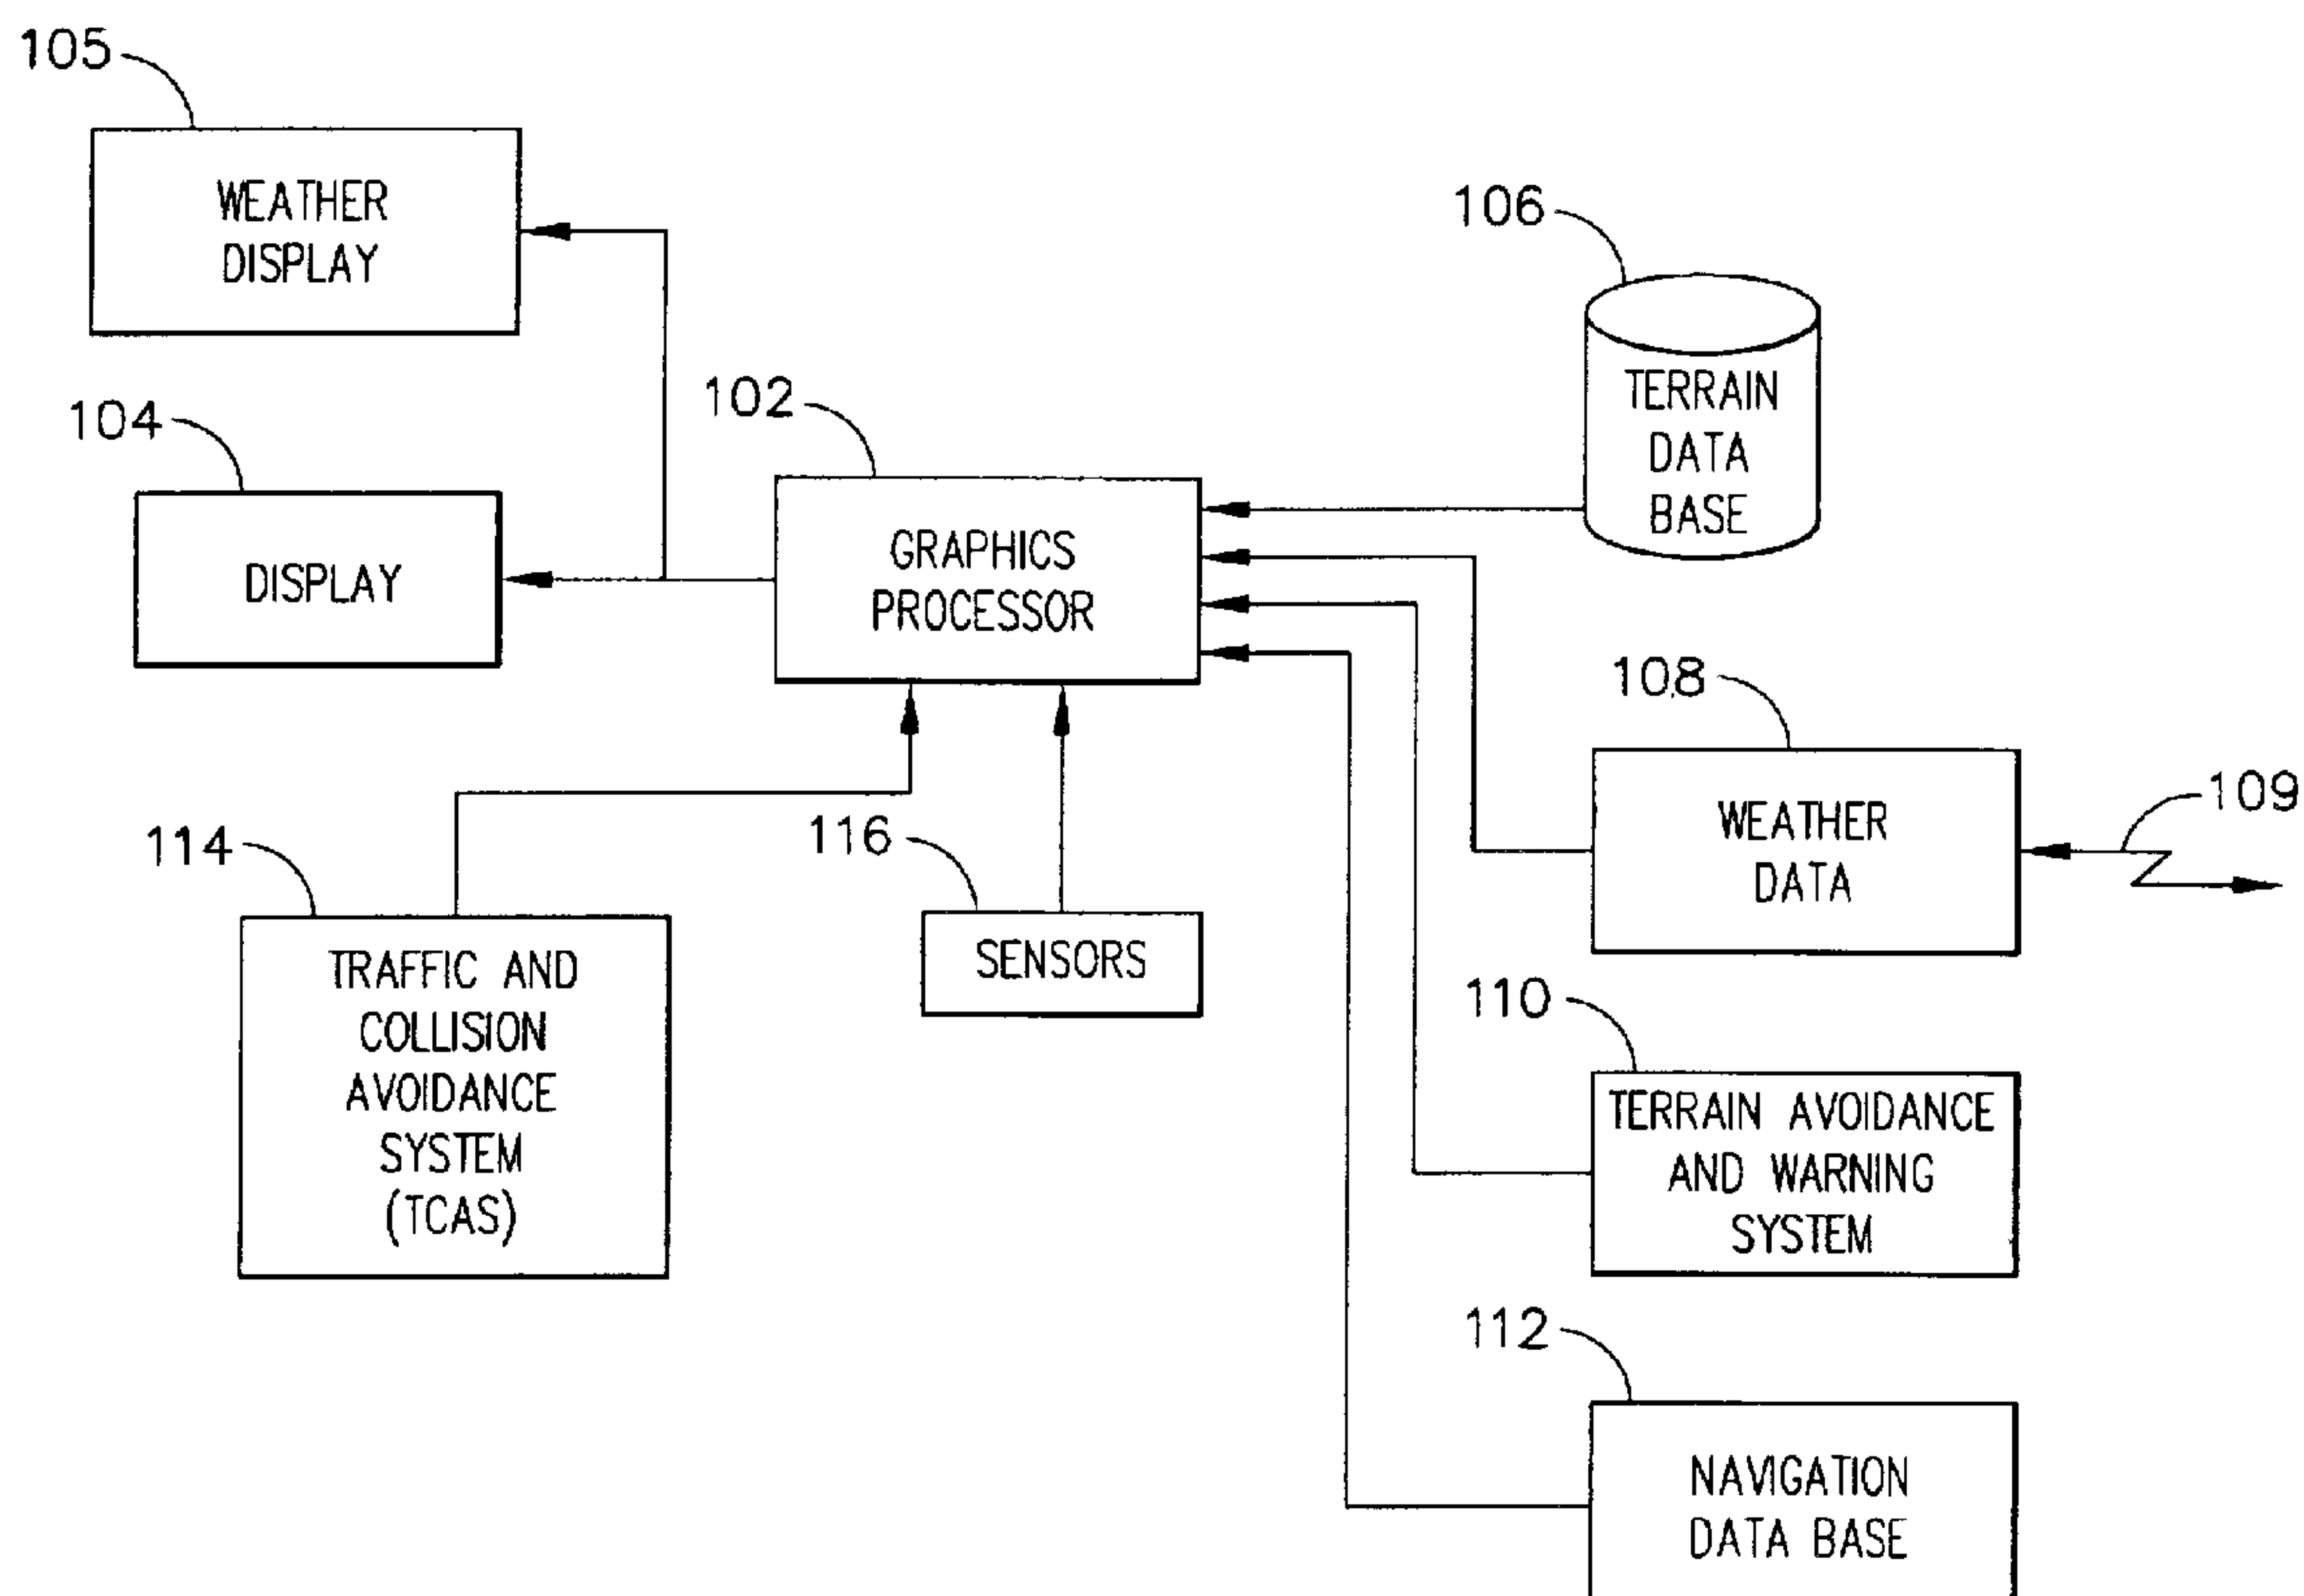 105
WEATHER
DISPLAY
106
104
102
TERRAIN
DATA
BASE
DISPLAY
GRAPHICS
PROCESSOR
108
109
WEATHER
DATA
114
116
TRAFFIC AND
COLLISION
AVOIDANCE
SYSTEM
(TCAS)
SENSORS
110
TERRAIN AVOIDANCE
AND WARNING
SYSTEM
112
NAVIGATION
DATA BASE